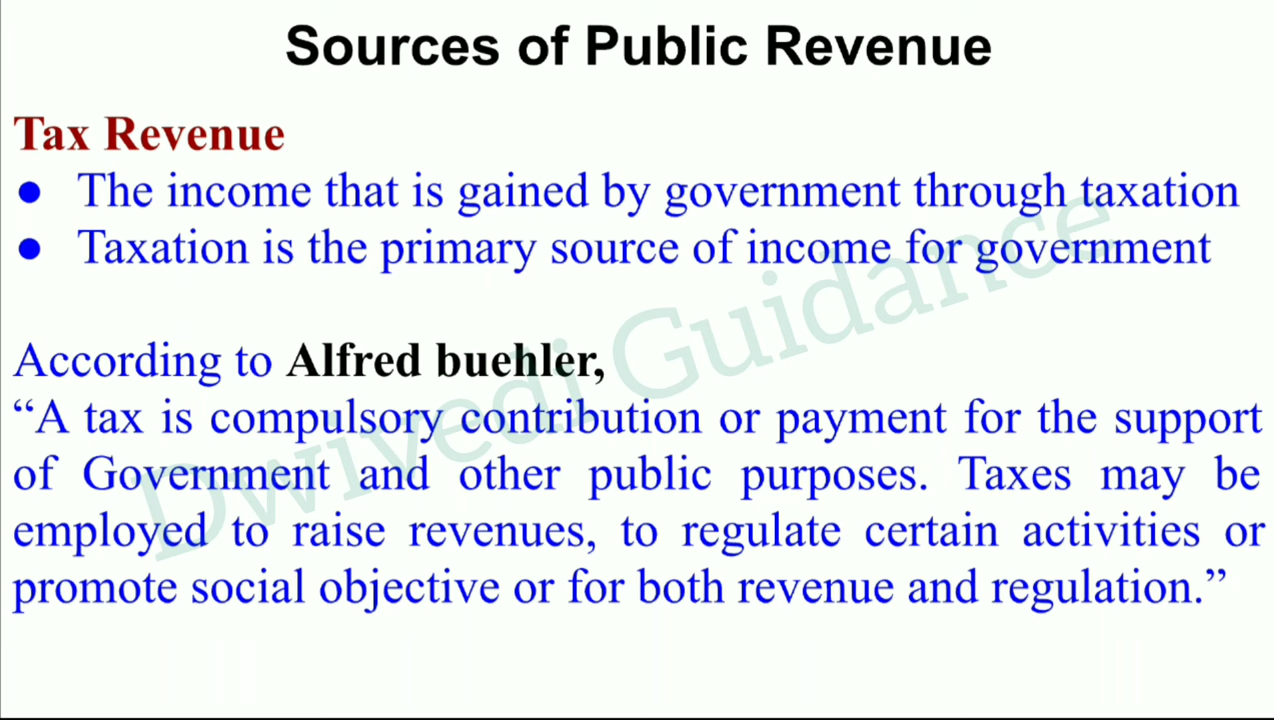 Sources of Public Revenue
Tax Revenue
● The income that is gained by government through taxation
● Taxation is the primary source of income for government
According to Alfred buehler,
“A tax is compulsory contribution or payment for the support
of Government and other public purposes. Taxes may be
employed to raise revenues, to regulate certain activities or
promote social objective or for both revenue and regulation.”
Dwivedi Guidance